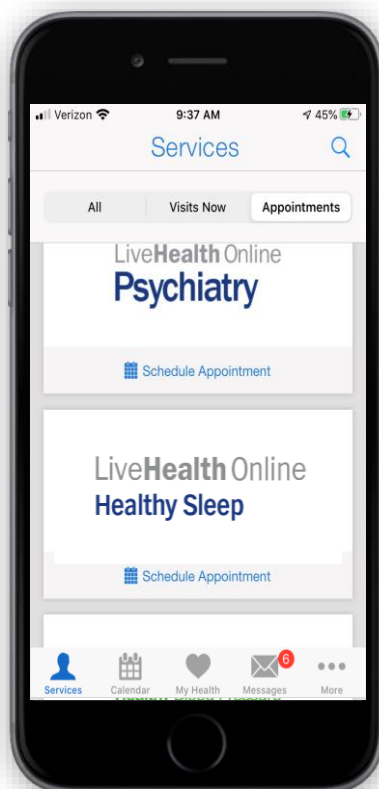 Verizon 9:37 AM 45%
Services
All Visits Now Appointments
LiveHealth Online
Psychiatry
Schedule Appointment
LiveHealth Online
Healthy Sleep
Schedule Appointment
6
Services Calendar My Health Messages More